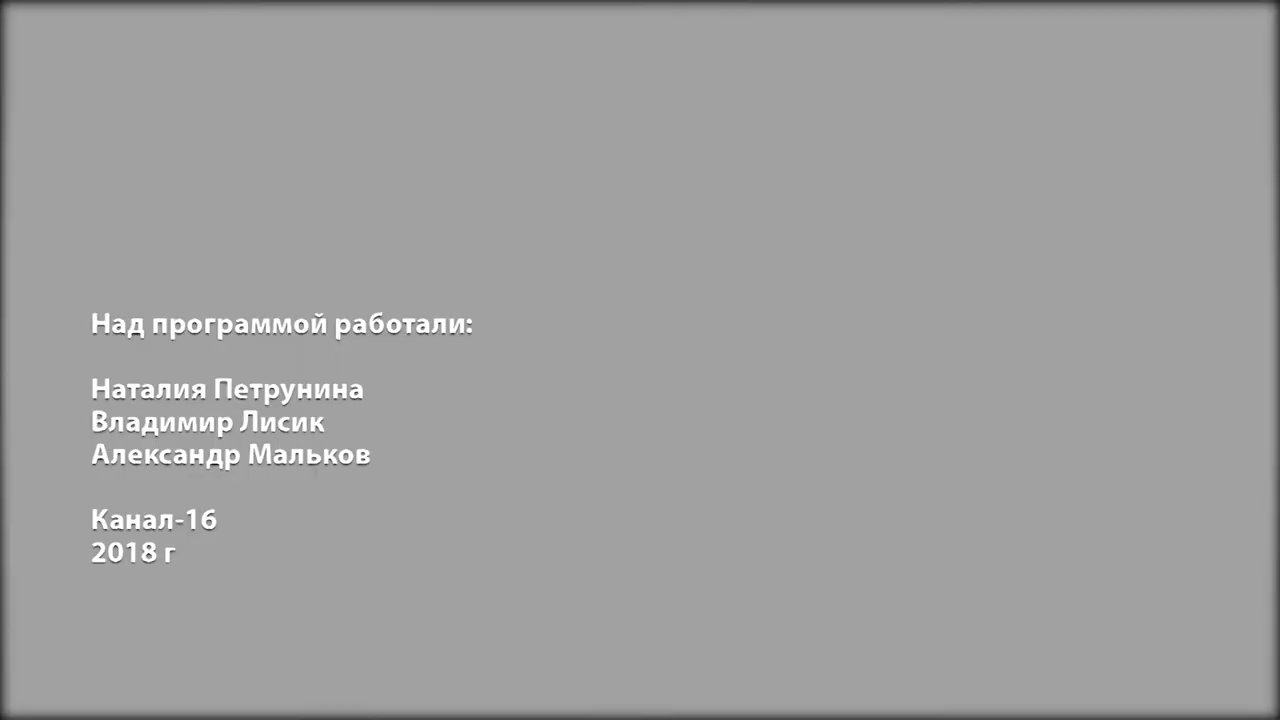 Над программой работали:
Наталия Петрунина
Владимир Лисик
Александр Мальков
Канал-16
2018 г